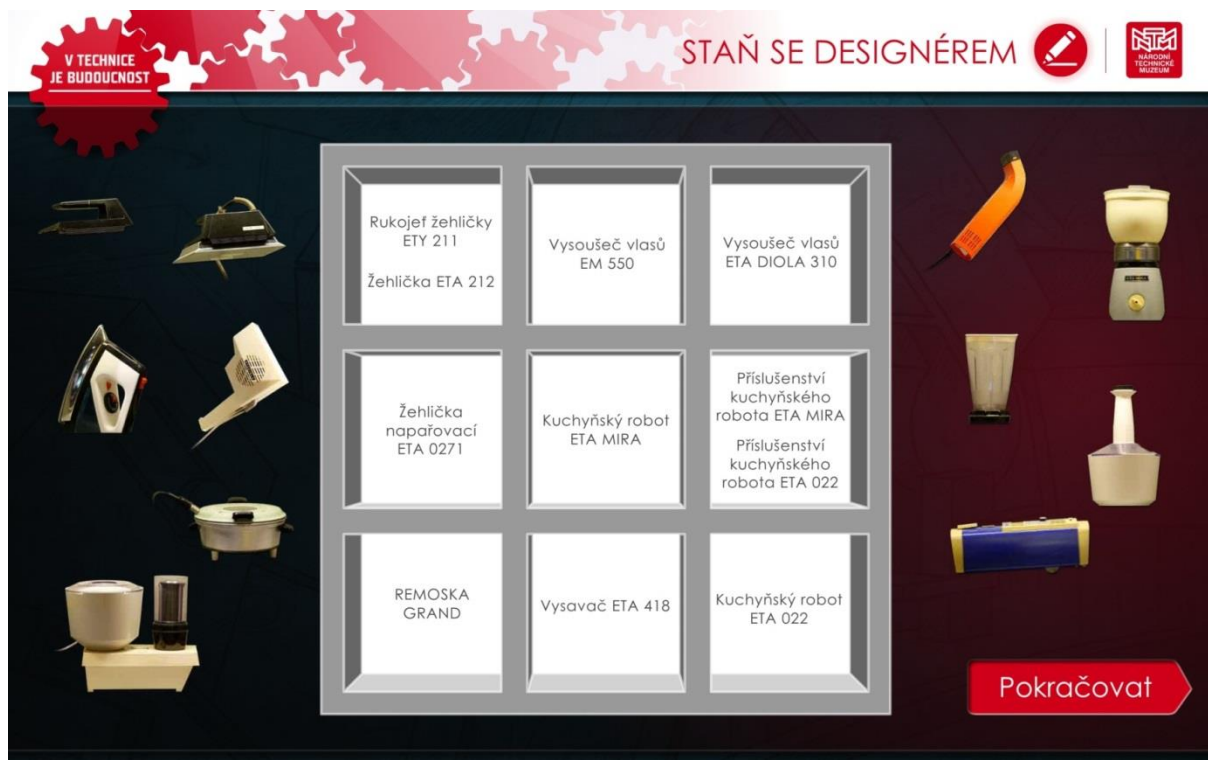 V TECHNICE
JE BUDOUCNOST
STAŇ SE DESIGNÉREM
NTM
NÁRODNÍ
TECHNICKÉ
MUZEUM
Rukojeť žehličky
ETY 211
Žehlička ETA 212
Vysoušeč vlasů
EM 550
Vysoušeč vlasů
ETA DIOLA 310
Žehlička
napařovací
ETA 0271
Kuchyňský robot
ETA MIRA
Příslušenství
kuchyňského
robota ETA MIRA
Příslušenství
kuchyňského
robota ETA 022
REMOSKA
GRAND
Vysavač ETA 418
Kuchyňský robot
ETA 022
Pokračovat